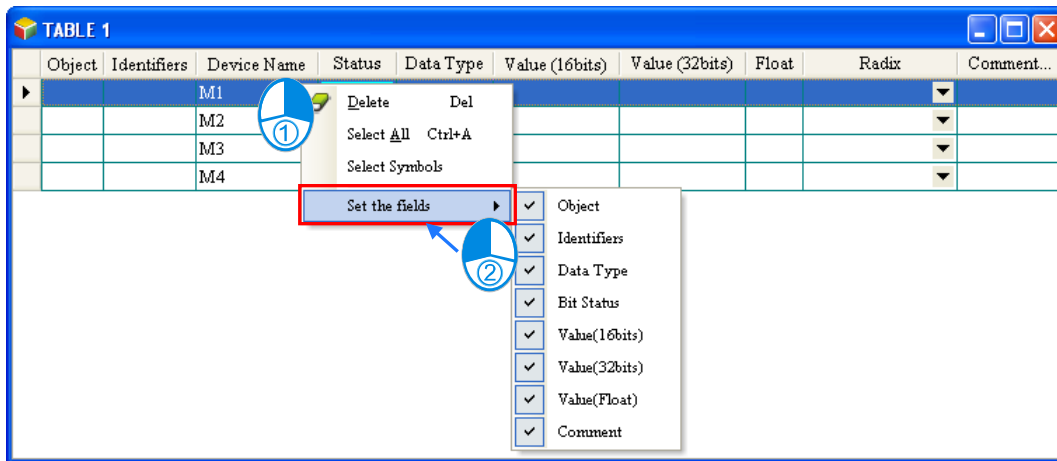 TABLE 1
Object Identifiers Device Name Status Data Type Value (16bits) Value (32bits) Float Radix Comment...
M1
M2
M3
M4
Delete Del
Select All Ctrl+A
Select Symbols
Set the fields
1
2
Object
Identifiers
Data Type
Bit Status
Value(16bits)
Value(32bits)
Value(Float)
Comment